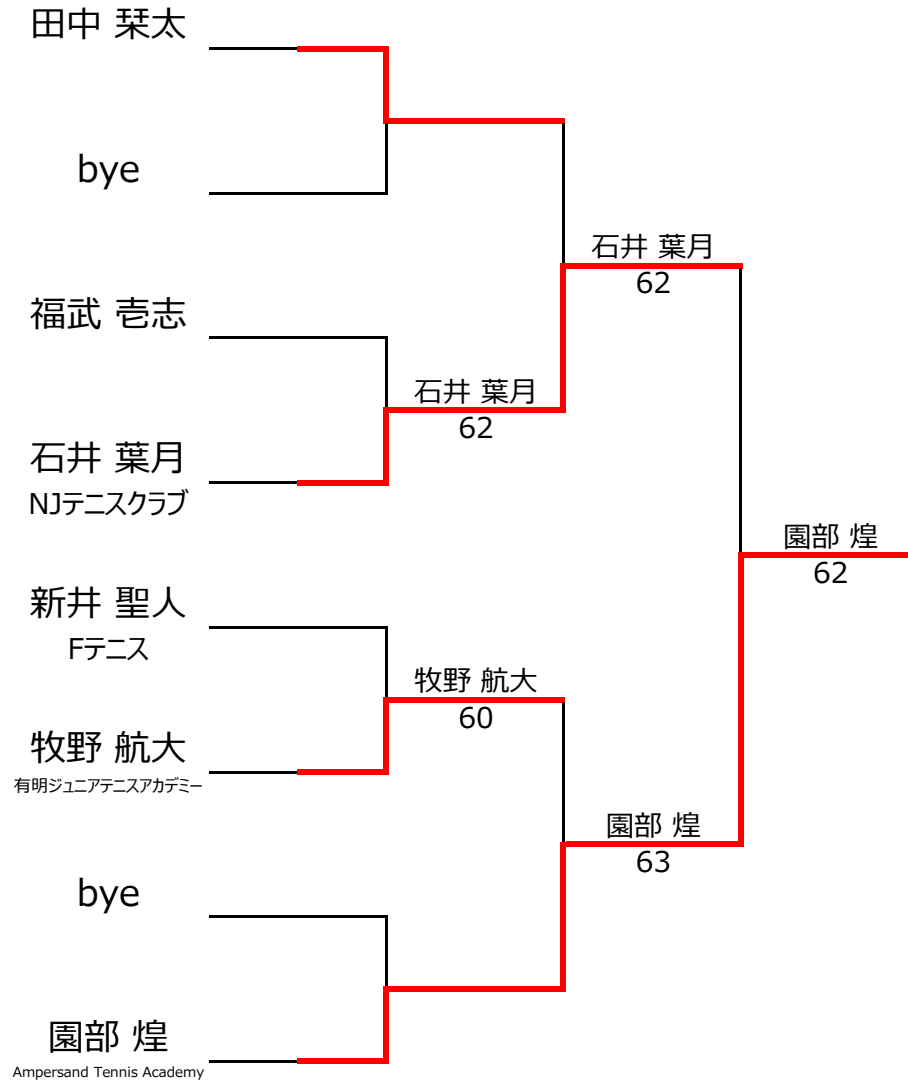 田中 栞太
bye
福武 壱志
石井 葉月
NJテニスクラブ
新井 聖人
Fテニス
牧野 航大
有明ジュニアテニスアカデミー
bye
園部 煌
Ampersand Tennis Academy
石井 葉月
62
牧野 航大
60
石井 葉月
62
園部 煌
63
園部 煌
62